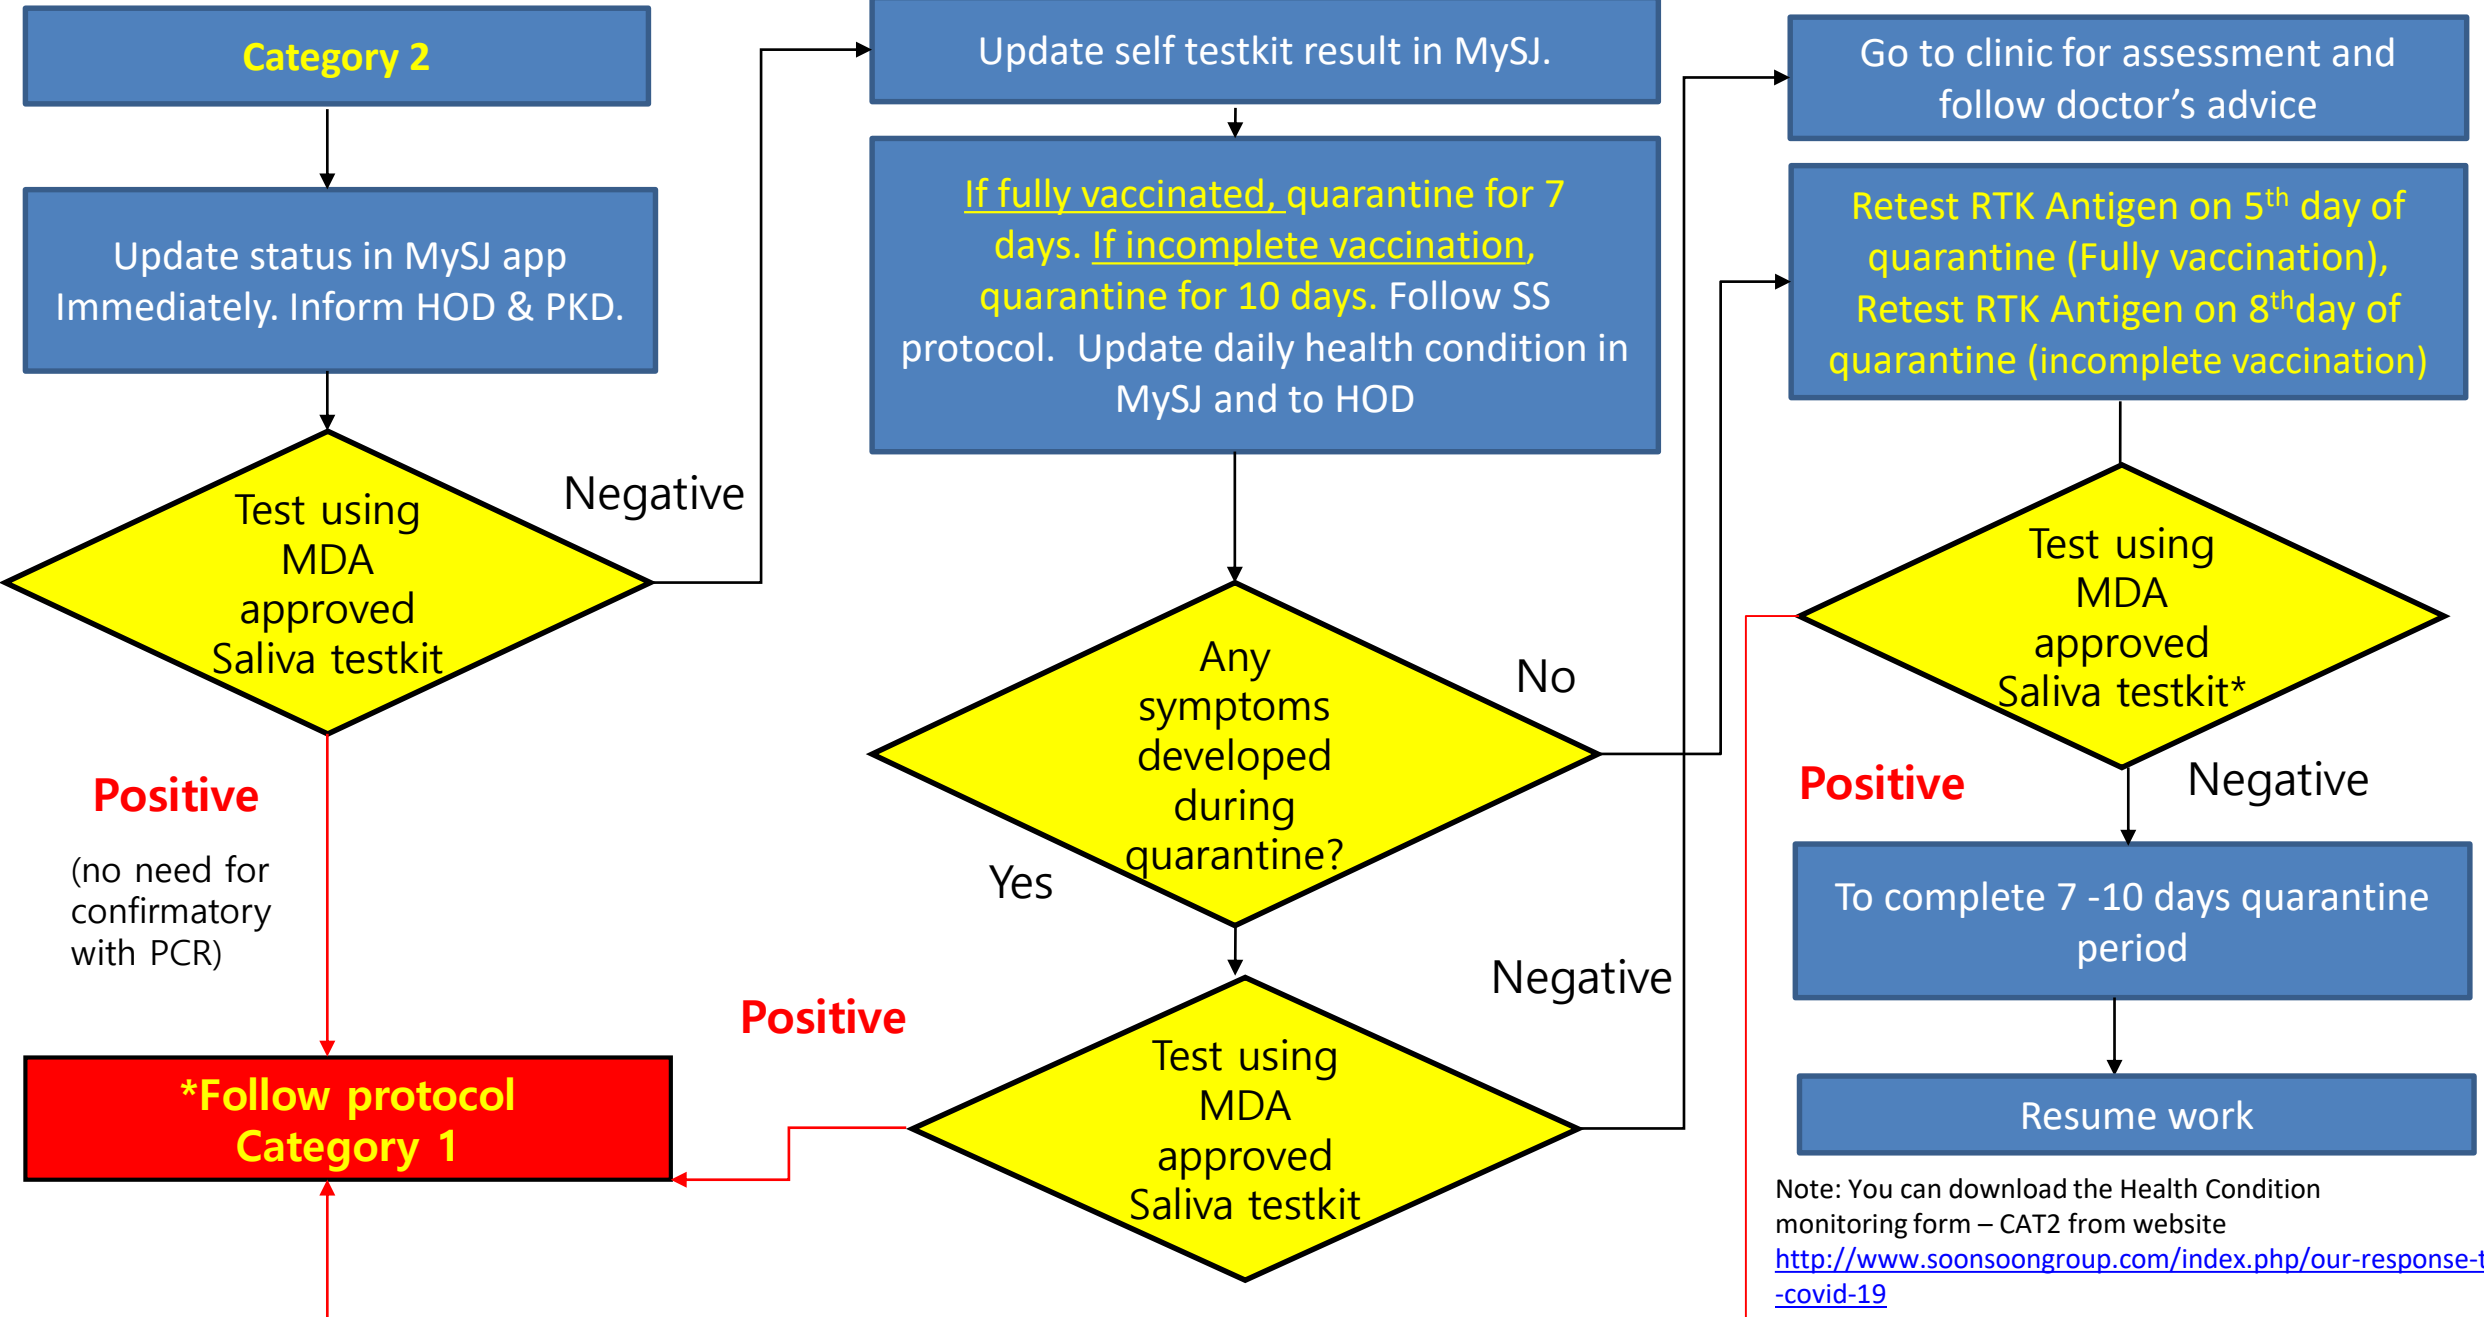 Category 2
Update status in MySJ app
Immediately. Inform HOD & PKD.
Test using
MDA
approved
Saliva testkit
Negative
Positive
(no need for
confirmatory
with PCR)
*Follow protocol
Category 1
Update self testkit result in MySJ.
If fully vaccinated, quarantine for 7
days. If incomplete vaccination,
quarantine for 10 days. Follow SS
protocol.  Update daily health condition in
MySJ and to HOD
Any
symptoms
developed
during
quarantine?
No
Yes
Test using
MDA
approved
Saliva testkit
Positive
Negative
Go to clinic for assessment and
follow doctor’s advice
Retest RTK Antigen on 5th day of
quarantine (Fully vaccination),
Retest RTK Antigen on 8thday of
quarantine (incomplete vaccination)
Test using
MDA
approved
Saliva testkit*
Positive
Negative
To complete 7 -10 days quarantine
period
Resume work
Note: You can download the Health Condition
monitoring form – CAT2 from website
http://www.soonsoongroup.com/index.php/our-response-t
-covid-19